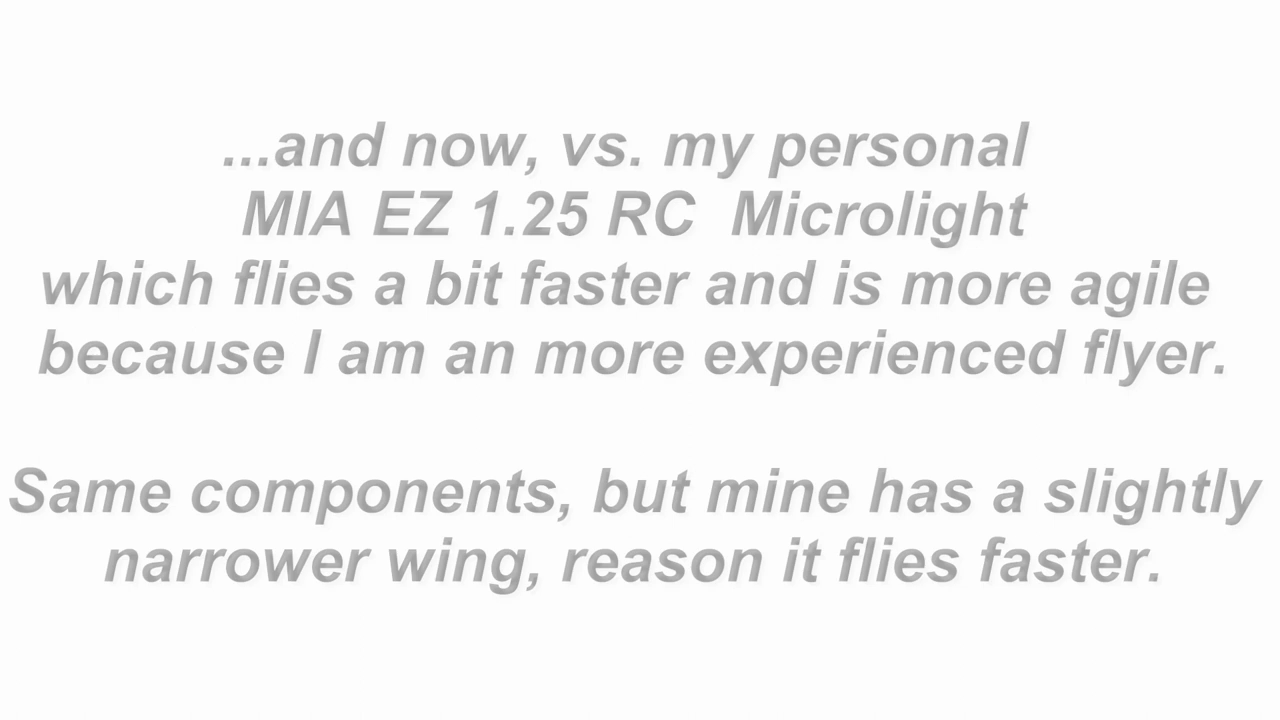 ...and now, vs. my personal
MIA EZ 1.25 RC  Microlight
which flies a bit faster and is more agile
because I am an more experienced flyer.
Same components, but mine has a slightly
narrower wing, reason it flies faster.